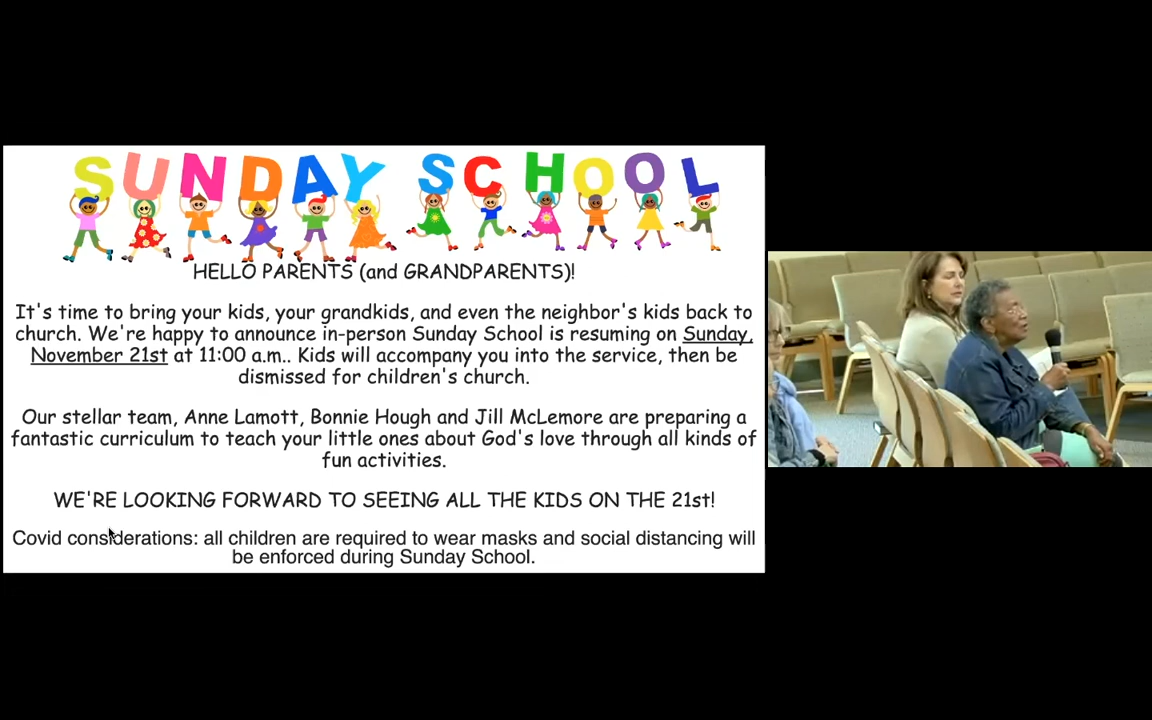 SUNDAY SCHOOL
HELLO PARENTS (and GRANDPARENTS)!
It's time to bring your kids, your grandkids, and even the neighbor's kids back to
church. We're happy to announce in-person Sunday School is resuming on Sunday,
November 21st at 11:00 a.m.. Kids will accompany you into the service, then be
dismissed for children's church.
Our stellar team, Anne Lamott, Bonnie Hough and Jill McLemore are preparing a
fantastic curriculum to teach your little ones about God's love through all kinds of
fun activities.
WE'RE LOOKING FORWARD TO SEEING ALL THE KIDS ON THE 21st!
Covid considerations: all children are required to wear masks and social distancing will
be enforced during Sunday School.